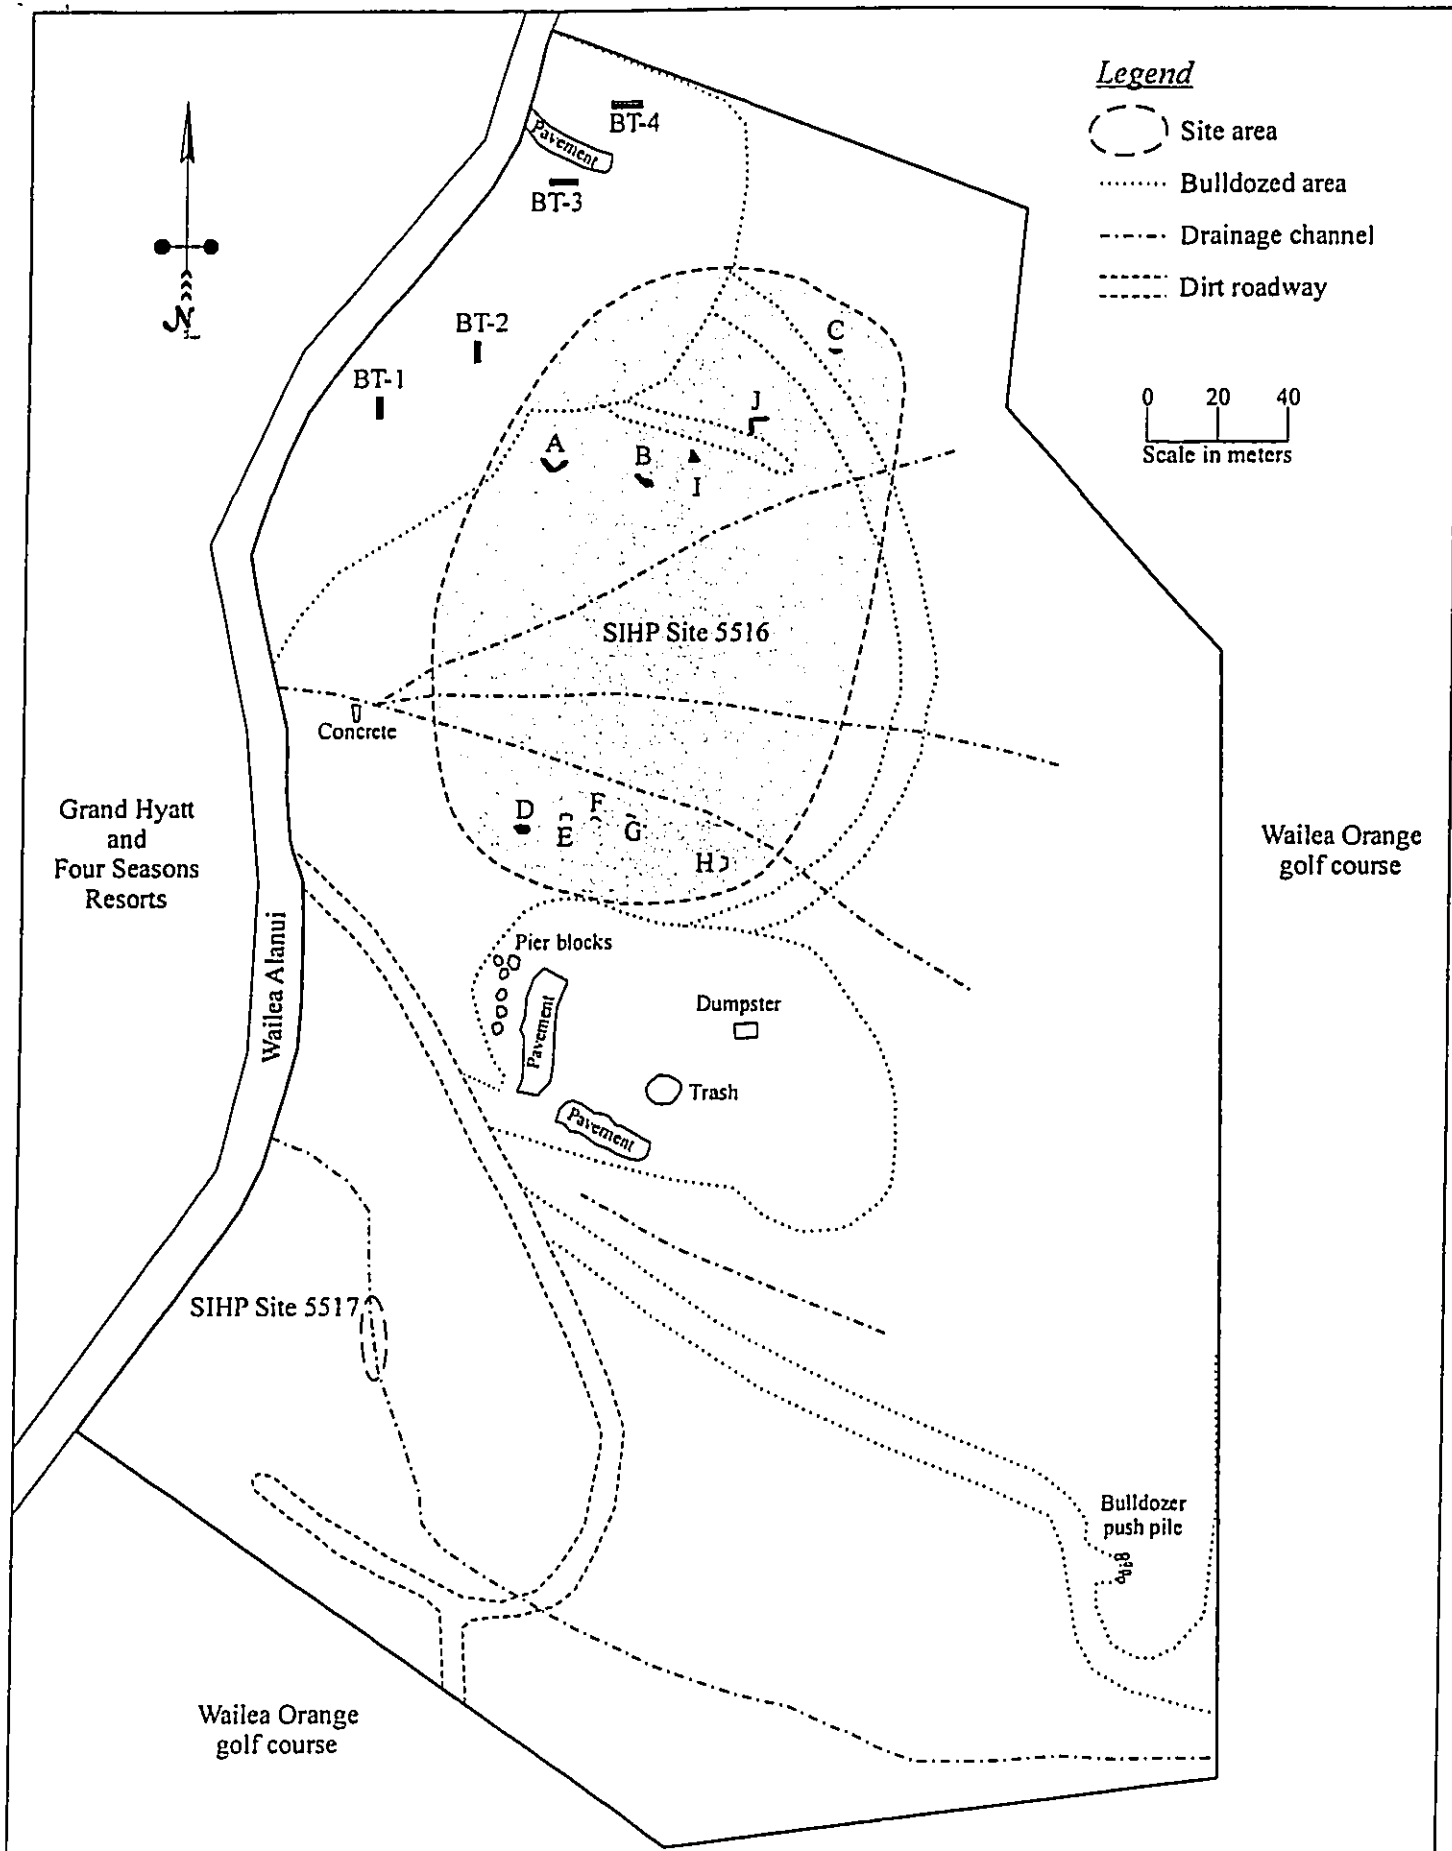 Legend
Site area
Bulldozed area
Drainage channel
Dirt roadway
0 20 40
Scale in meters
N
BT-4
Pavement
BT-3
BT-2
BT-1
C
J
A
B
I
SIHP Site 5516
Concrete
D
E
F
G
H
Grand Hyatt
and
Four Seasons
Resorts
Wailea Alanui
Wailea Orange
golf course
Pier blocks
Pavement
Dumpster
Trash
Pavement
SIHP Site 5517
Bulldozer
push pile
Wailea Orange
golf course